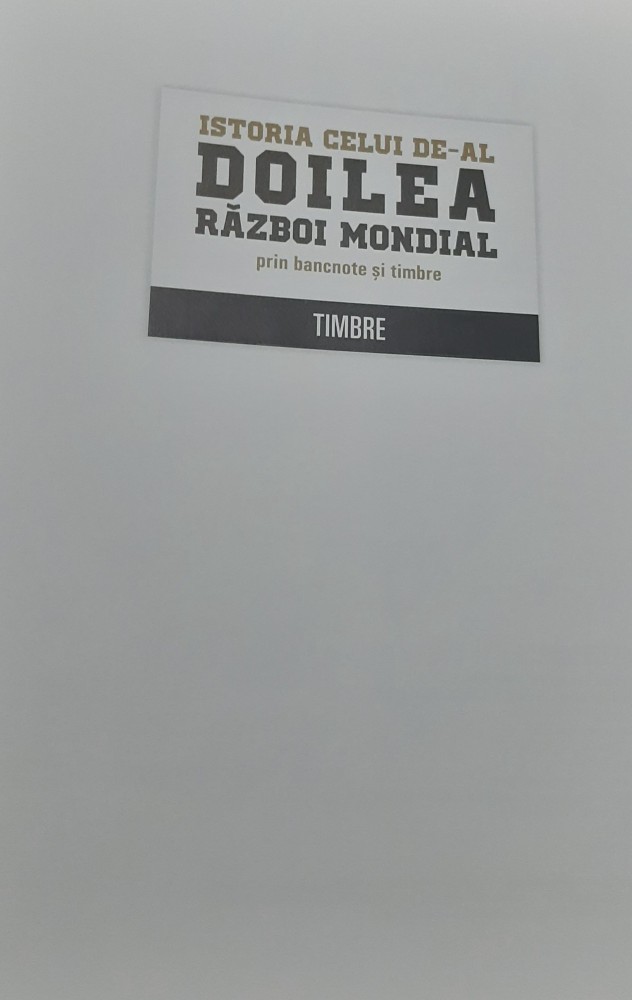 ISTORIA CELUI DE-AL
DOILEA
RĂZBOI MONDIAL
prin bancnote și timbre
TIMBRE